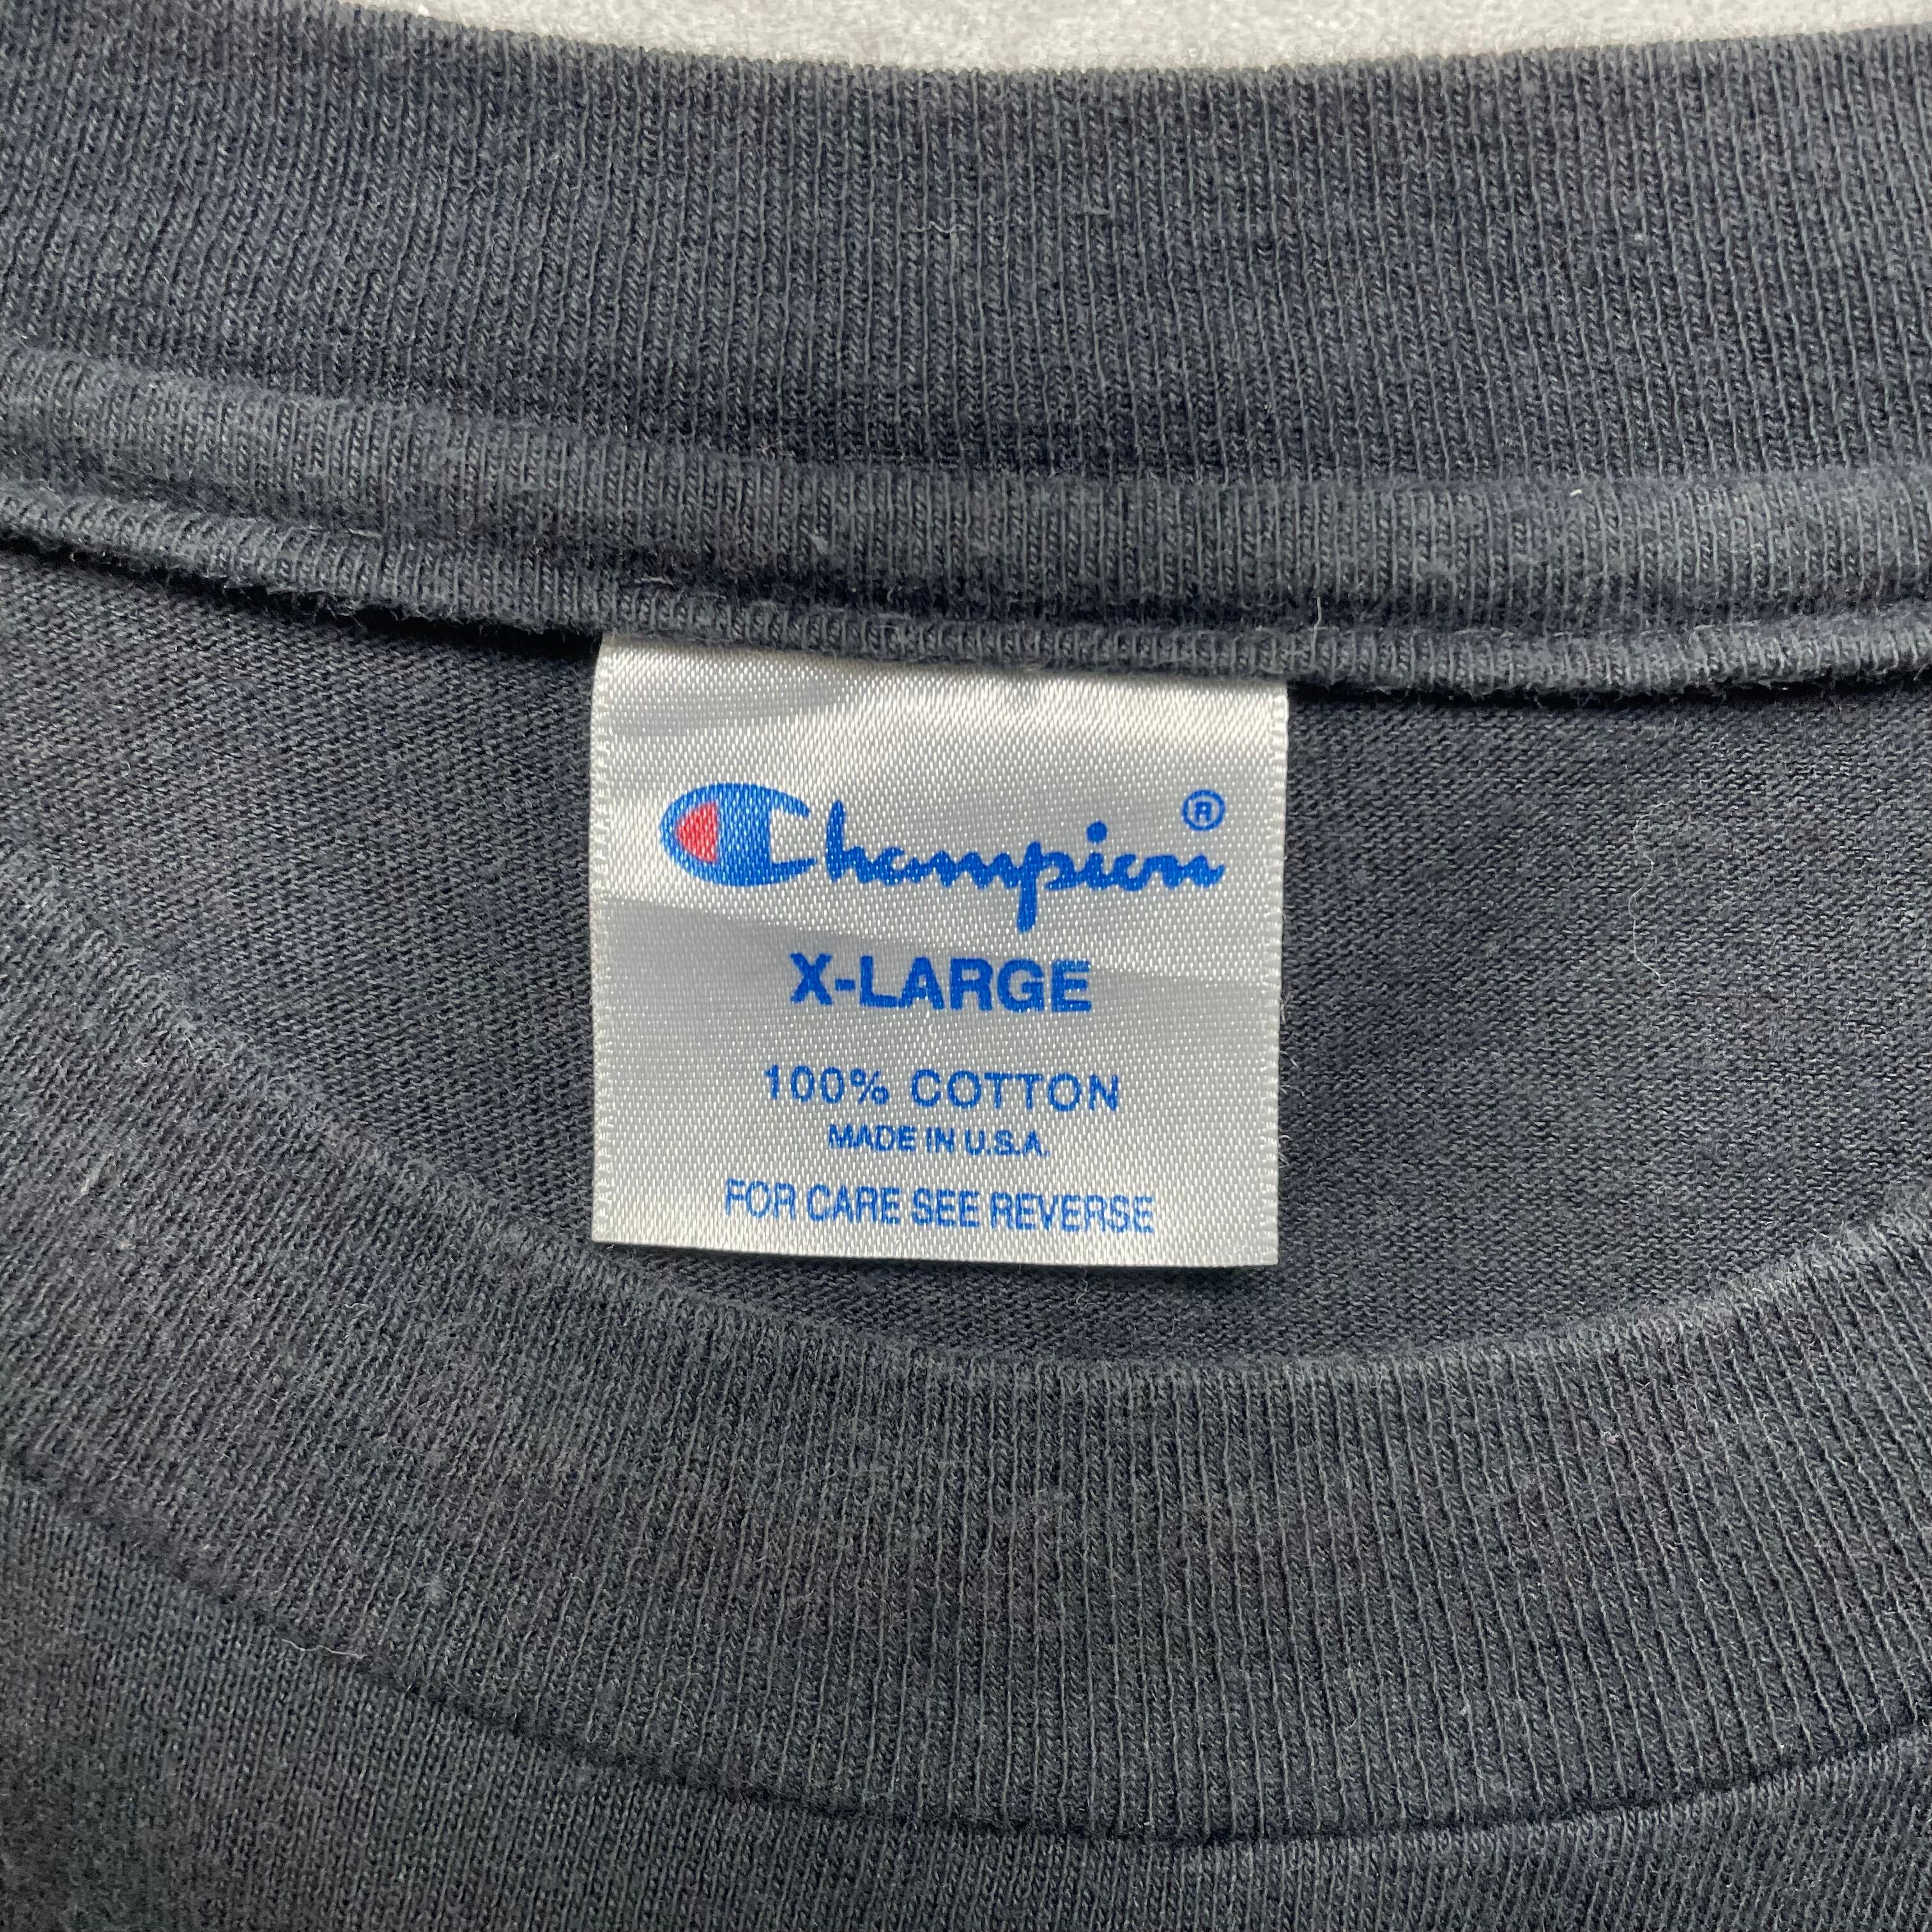 Champion®
X-LARGE
100% COTTON
MADE IN U.S.A.
FOR CARE SEE REVERSE